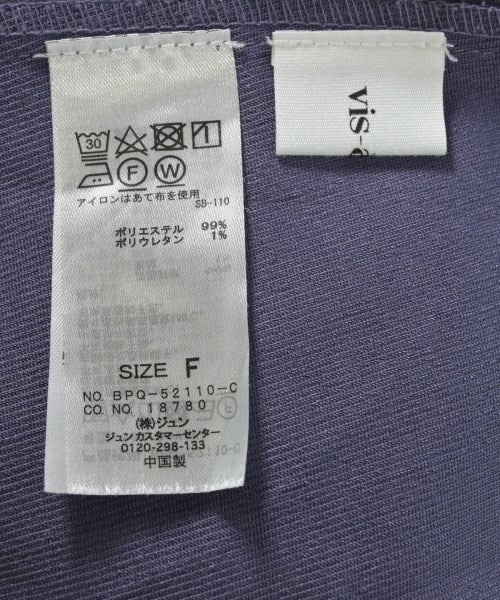 30
F W
アイロンはあて布を使用
SB-110
ポリエステル 99%
ポリウレタン 1%
SIZE F
NO. BPQ-52110-C
CO. NO. 18780
(株)ジュン
ジュン カスタマーセンター
0120-298-133
中国製
vis-